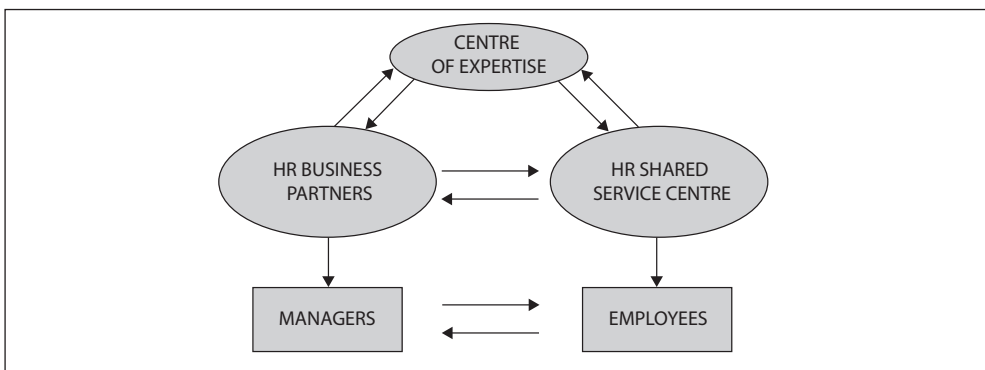 CENTRE
OF EXPERTISE
HR BUSINESS
PARTNERS
HR SHARED
SERVICE CENTRE
MANAGERS
EMPLOYEES